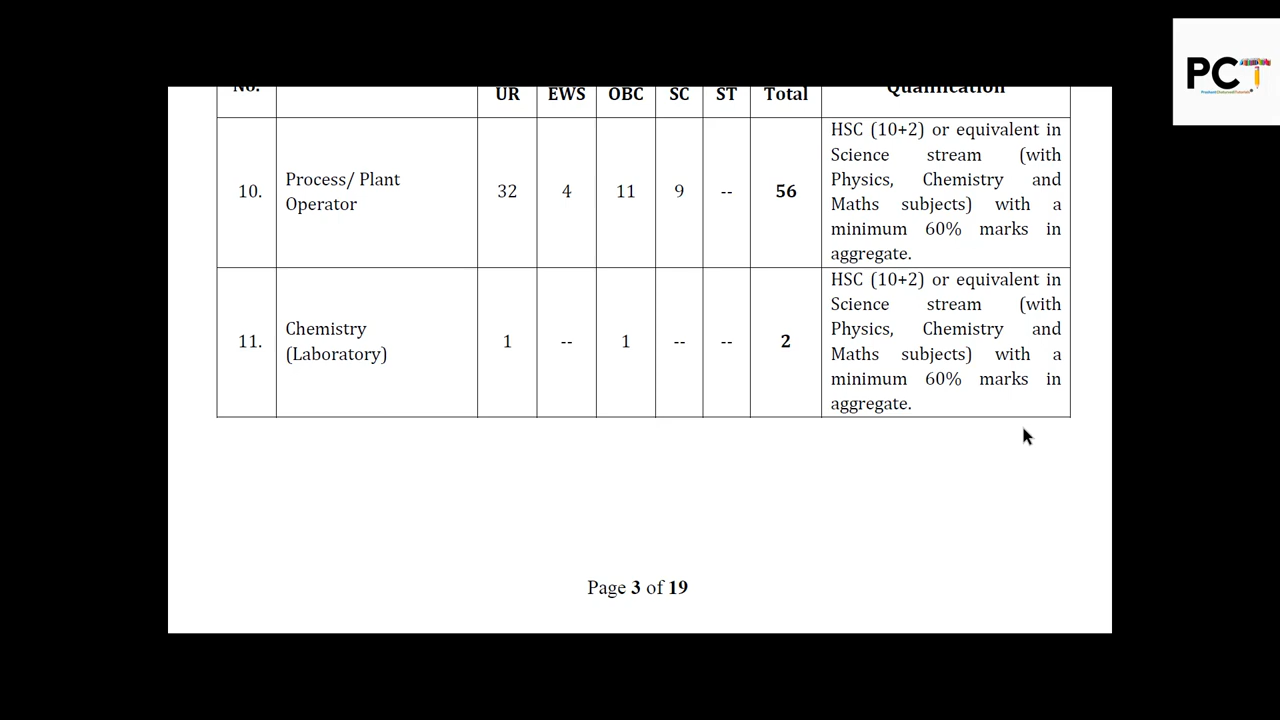 PCT
No.
Qualification
UR EWS OBC SC ST Total
10. Process/ Plant Operator 32 4 11 9 -- 56
HSC (10+2) or equivalent in
Science stream (with
Physics, Chemistry and
Maths subjects) with a
minimum 60% marks in
aggregate.
11. Chemistry (Laboratory) 1 -- 1 -- -- 2
HSC (10+2) or equivalent in
Science stream (with
Physics, Chemistry and
Maths subjects) with a
minimum 60% marks in
aggregate.
Page 3 of 19